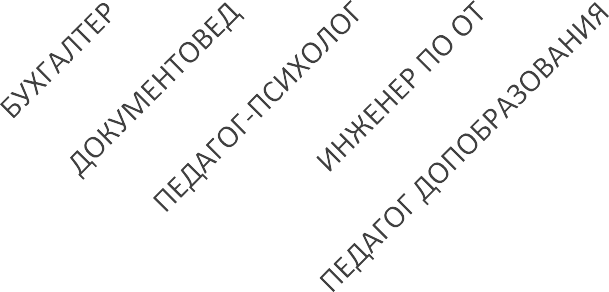 БУХГАЛТЕР
ДОКУМЕНТОВЕД
ПЕДАГОГ-ПСИХОЛОГ
ИНЖЕНЕР ПО ОТ
ПЕДАГОГ ДОПОБРАЗОВАНИЯ